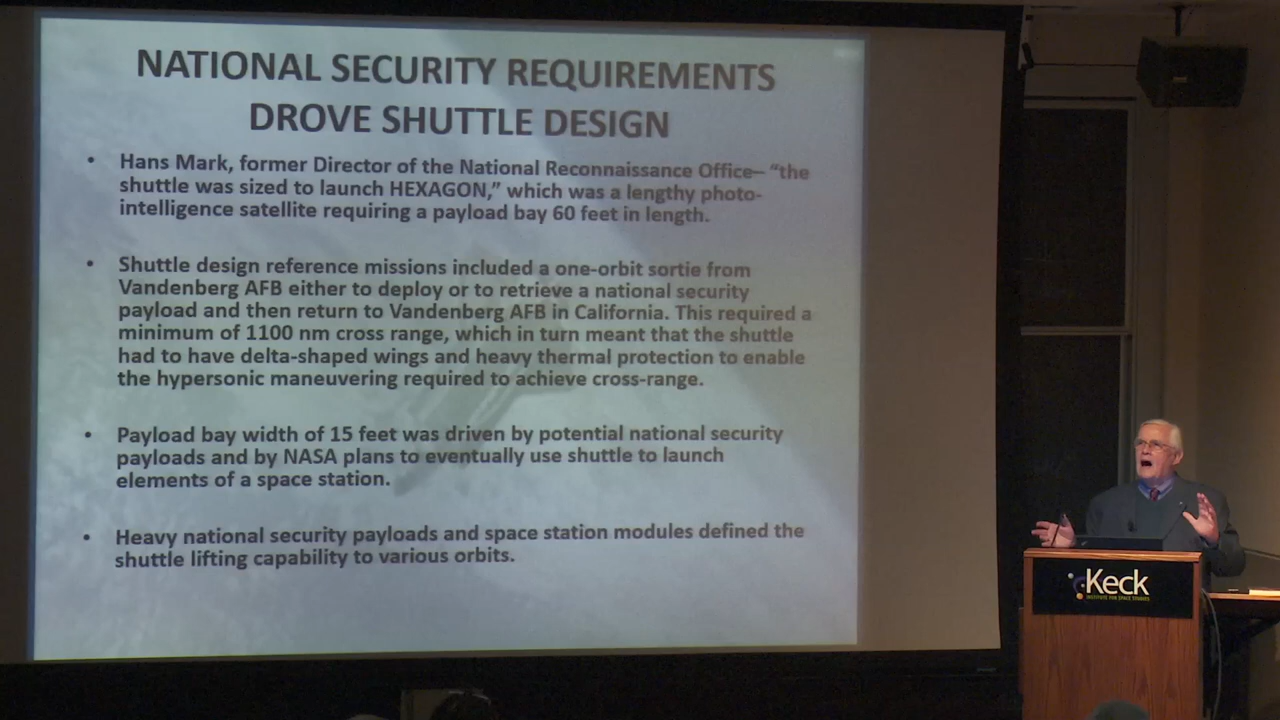 NATIONAL SECURITY REQUIREMENTS
DROVE SHUTTLE DESIGN
• Hans Mark, former Director of the National Reconnaissance Office– “the
shuttle was sized to launch HEXAGON,” which was a lengthy photo-
intelligence satellite requiring a payload bay 60 feet in length.
• Shuttle design reference missions included a one-orbit sortie from
Vandenberg AFB either to deploy or to retrieve a national security
payload and then return to Vandenberg AFB in California. This required a
minimum of 1100 nm cross range, which in turn meant that the shuttle
had to have delta-shaped wings and heavy thermal protection to enable
the hypersonic maneuvering required to achieve cross-range.
• Payload bay width of 15 feet was driven by potential national security
payloads and by NASA plans to eventually use shuttle to launch
elements of a space station.
• Heavy national security payloads and space station modules defined the
shuttle lifting capability to various orbits.
Keck
INSTITUTE FOR SPACE STUDIES